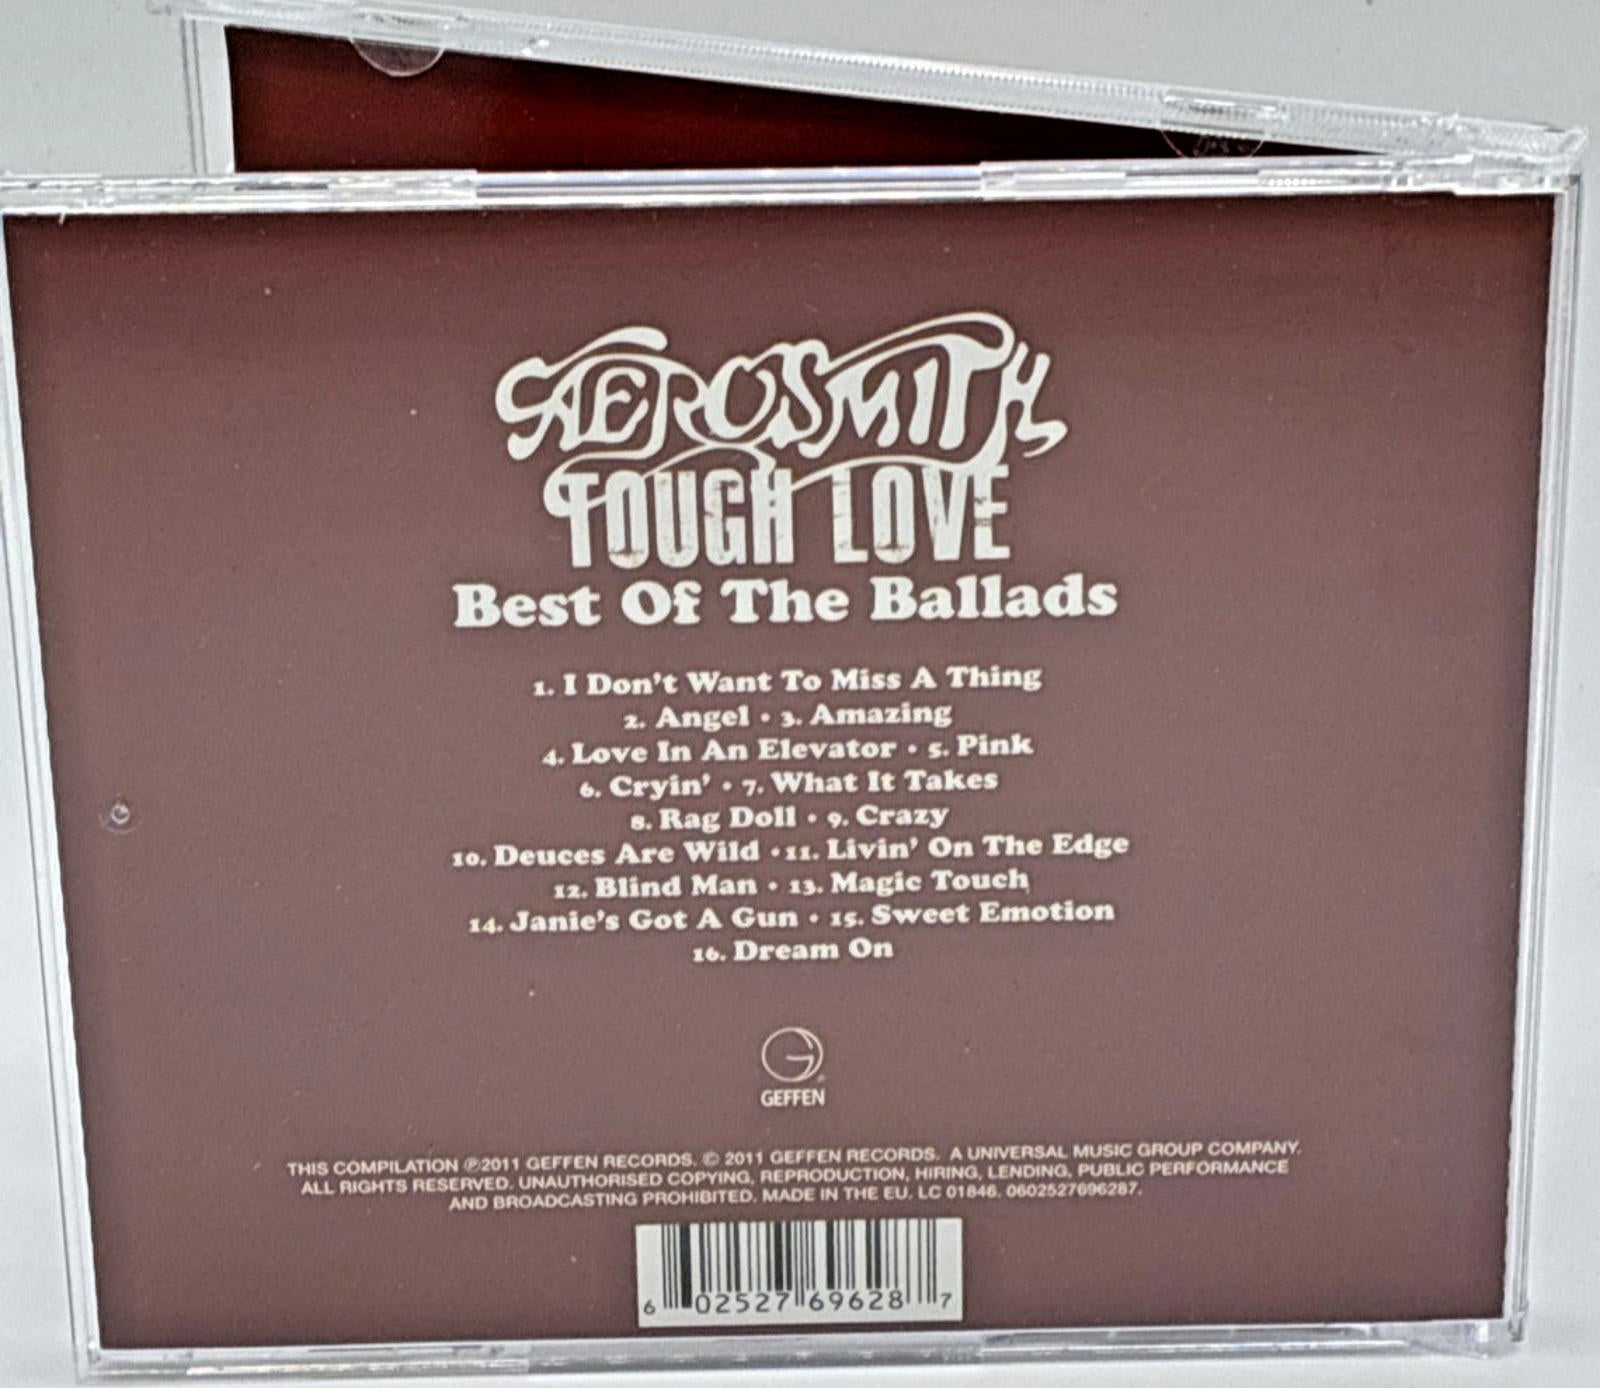 AEROSMITH
TOUGH LOVE
Best Of The Ballads
1. I Don't Want To Miss A Thing
2. Angel • 3. Amazing
4. Love In An Elevator • 5. Pink
6. Cryin' • 7. What It Takes
8. Rag Doll • 9. Crazy
10. Deuces Are Wild • 11. Livin' On The Edge
12. Blind Man • 13. Magic Touch
14. Janie's Got A Gun • 15. Sweet Emotion
16. Dream On
G
GEFFEN
THIS COMPILATION ℗2011 GEFFEN RECORDS. © 2011 GEFFEN RECORDS. A UNIVERSAL MUSIC GROUP COMPANY.
ALL RIGHTS RESERVED. UNAUTHORISED COPYING, REPRODUCTION, HIRING, LENDING, PUBLIC PERFORMANCE
AND BROADCASTING PROHIBITED. MADE IN THE EU. LC 01846. 0602527696287.
6 02527 69628 7